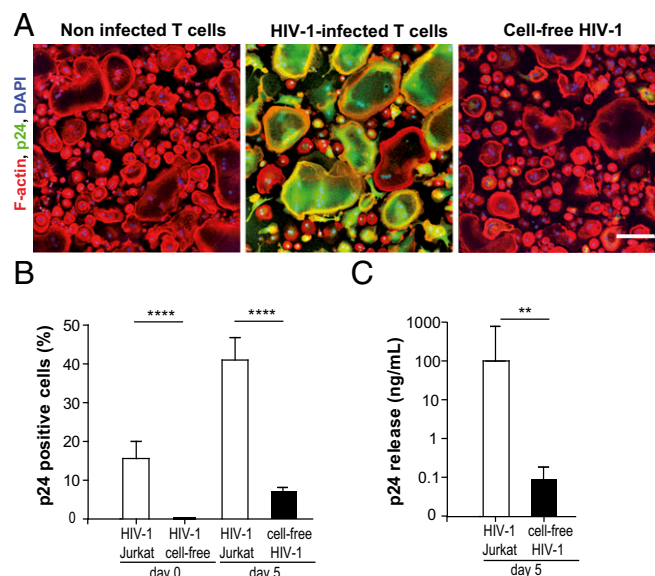 A
Non infected T cells
HIV-1-infected T cells
Cell-free HIV-1
F-actin, p24, DAPI
B
****
****
p24 positive cells (%)
50
40
30
20
10
0
HIV-1 HIV-1 HIV-1 cell-free
Jurkat cell-free Jurkat HIV-1
day 0 day 5
C
**
p24 release (ng/mL)
1000
100
10
1
0.1
0
HIV-1 cell-free
Jurkat HIV-1
day 5